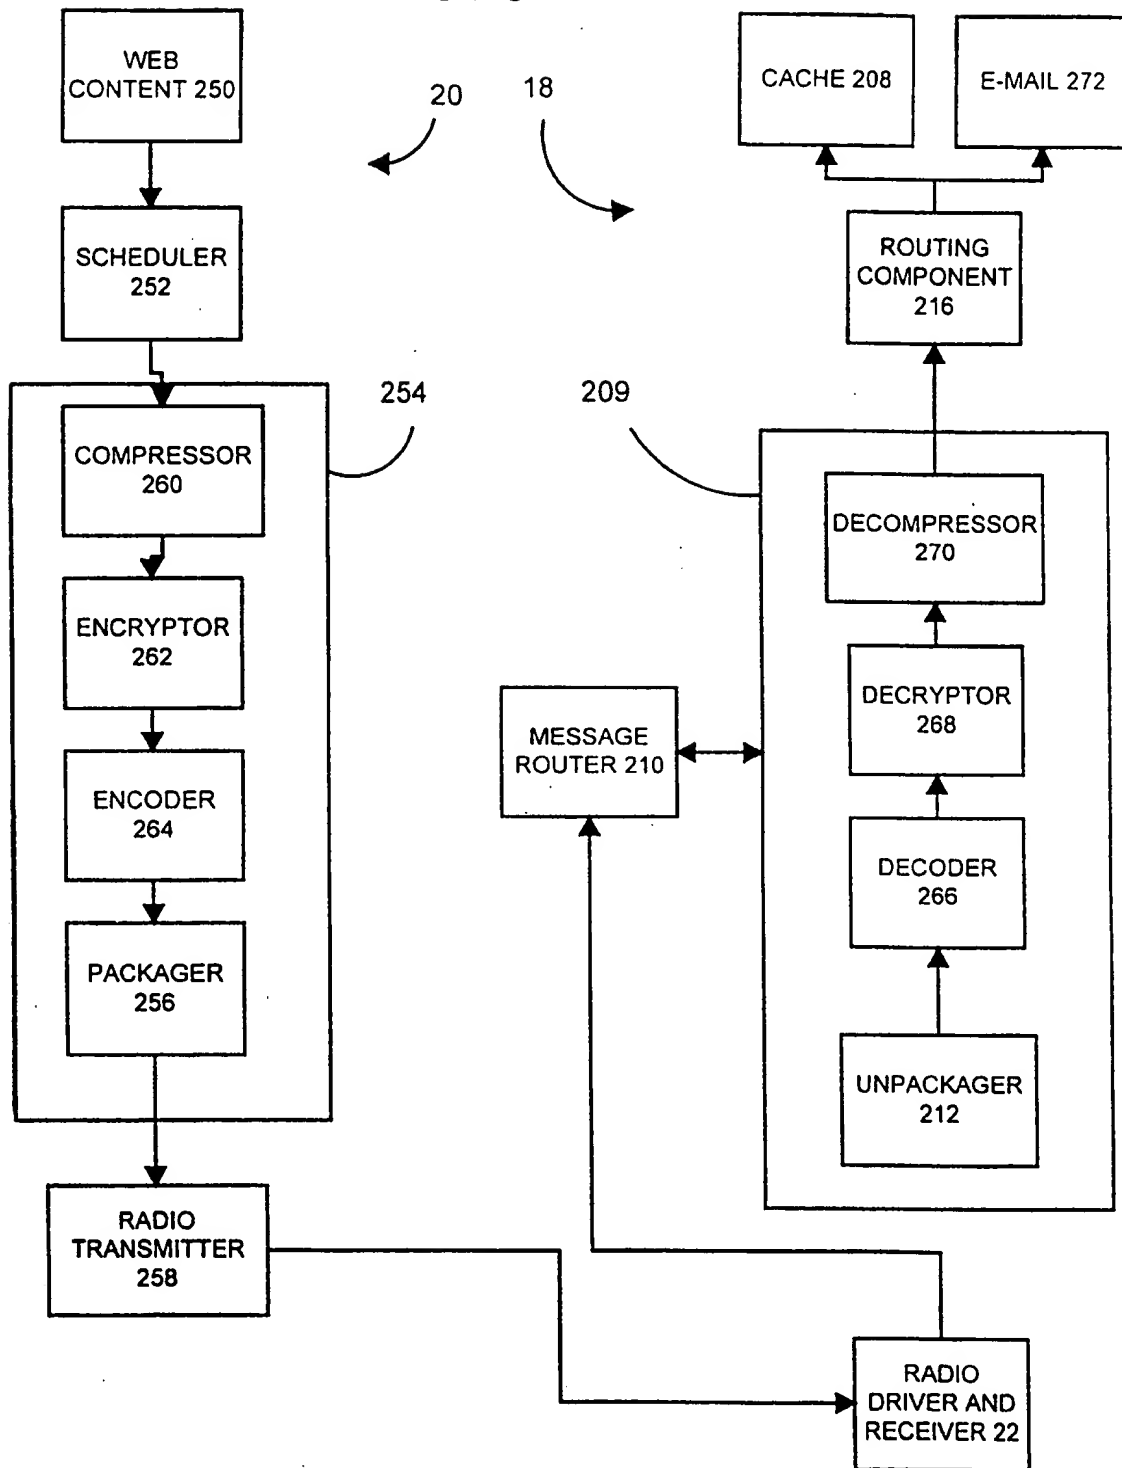 WEB
CONTENT 250
20
18
CACHE 208
E-MAIL 272
SCHEDULER
252
ROUTING
COMPONENT
216
254
209
COMPRESSOR
260
DECOMPRESSOR
270
ENCRYPTOR
262
DECRYPTOR
268
MESSAGE
ROUTER 210
ENCODER
264
DECODER
266
PACKAGER
256
UNPACKAGER
212
RADIO
TRANSMITTER
258
RADIO
DRIVER AND
RECEIVER 22